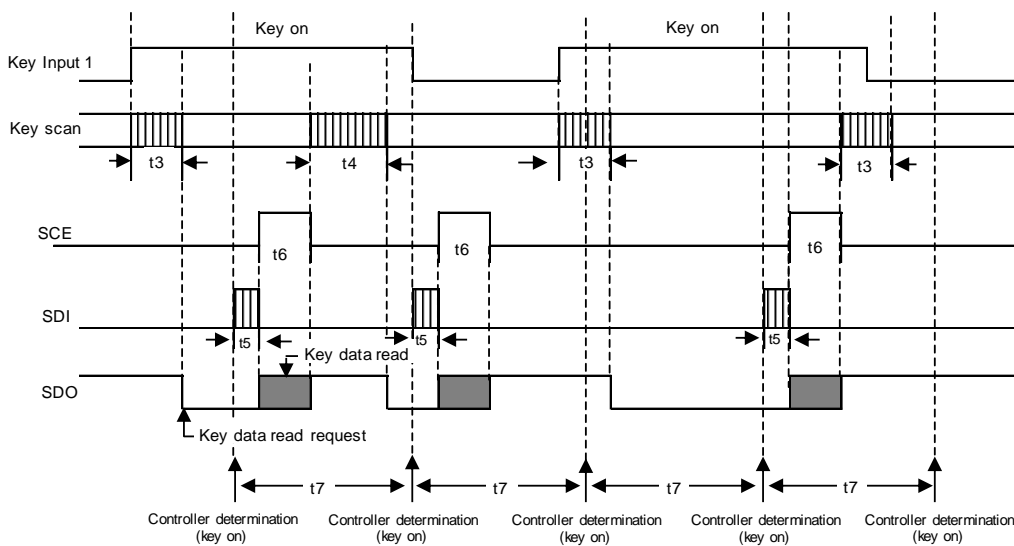 Key on
Key on
Key Input 1
Key scan
t3
t4
t3
t3
SCE
t6
t6
t6
SDI
t5
t5
t5
Key data read
SDO
Key data read request
t7
t7
t7
t7
Controller determination
(key on)
Controller determination
(key on)
Controller determination
(key on)
Controller determination
(key on)
Controller determination
(key on)